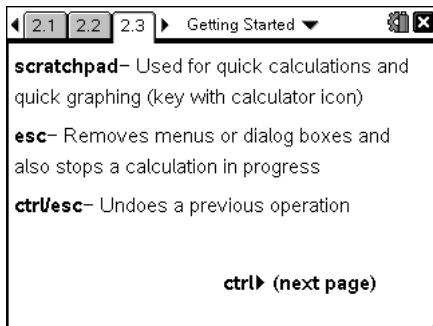 2.1 2.2 2.3 Getting Started
scratchpad– Used for quick calculations and
quick graphing (key with calculator icon)
esc– Removes menus or dialog boxes and
also stops a calculation in progress
ctrl/esc– Undoes a previous operation
ctrl▶ (next page)